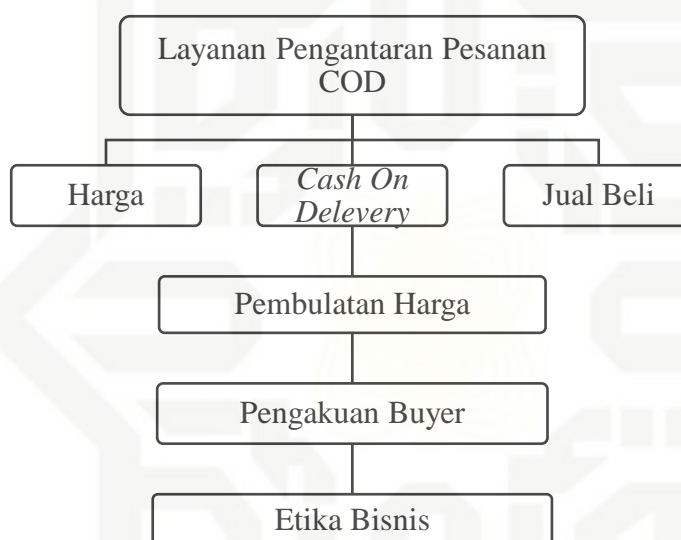 Layanan Pengantaran Pesanan
COD
Harga
Cash On
Delevery
Jual Beli
Pembulatan Harga
Pengakuan Buyer
Etika Bisnis